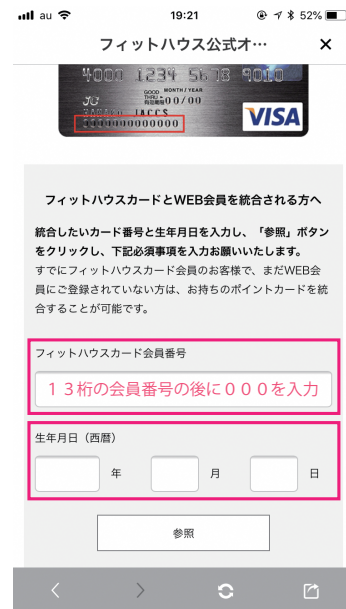 au 19:21 52%
フィットハウス公式オ… ×
4000 1234 5678 9010
GOOD THRU MONTH/YEAR
有効期限 00/00
VISA
フィットハウスカードとWEB会員を統合される方へ
統合したいカード番号と生年月日を入力し、「参照」ボタン
をクリックし、下記必須事項を入力お願いいたします。
すでにフィットハウスカード会員のお客様で、まだWEB会
員にご登録されていない方は、お持ちのポイントカードを統
合することが可能です。
フィットハウスカード会員番号
13桁の会員番号の後に000を入力
生年月日（西暦）
年 月 日
参照